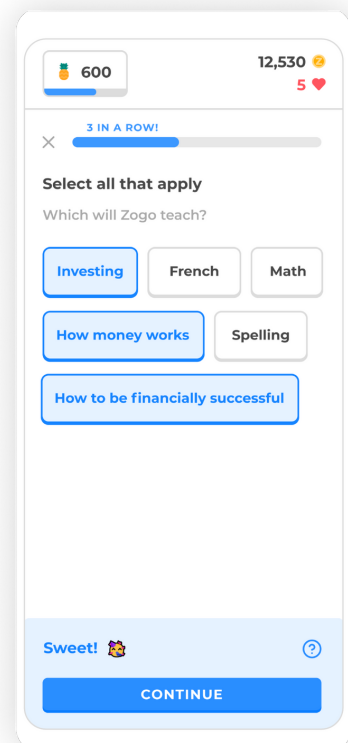 600
12,530
5
3 IN A ROW!
Select all that apply
Which will Zogo teach?
Investing French Math
How money works Spelling
How to be financially successful
Sweet!
CONTINUE